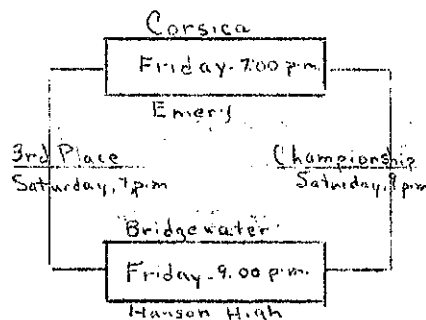 Corsica
Friday. 7:00 p.m.
Emery
3rd Place
Saturday, 7 p.m
Championship
Saturday, 9 p.m
Bridgewater
Friday. 9.00 p.m.
Hanson High